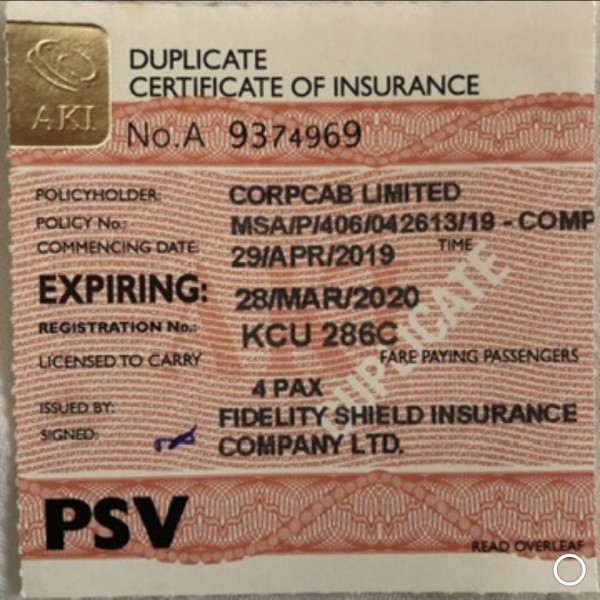 AKI
DUPLICATE
CERTIFICATE OF INSURANCE
No.A 9374969
POLICYHOLDER: CORPCAB LIMITED
POLICY No.: MSA/P/406/042613/19 - COMP
COMMENCING DATE: 29/APR/2019 TIME
EXPIRING: 28/MAR/2020
REGISTRATION No.: KCU 286C
LICENSED TO CARRY FARE PAYING PASSENGERS
4 PAX
ISSUED BY: FIDELITY SHIELD INSURANCE
SIGNED: COMPANY LTD.
DUPLICATE
PSV
READ OVERLEAF